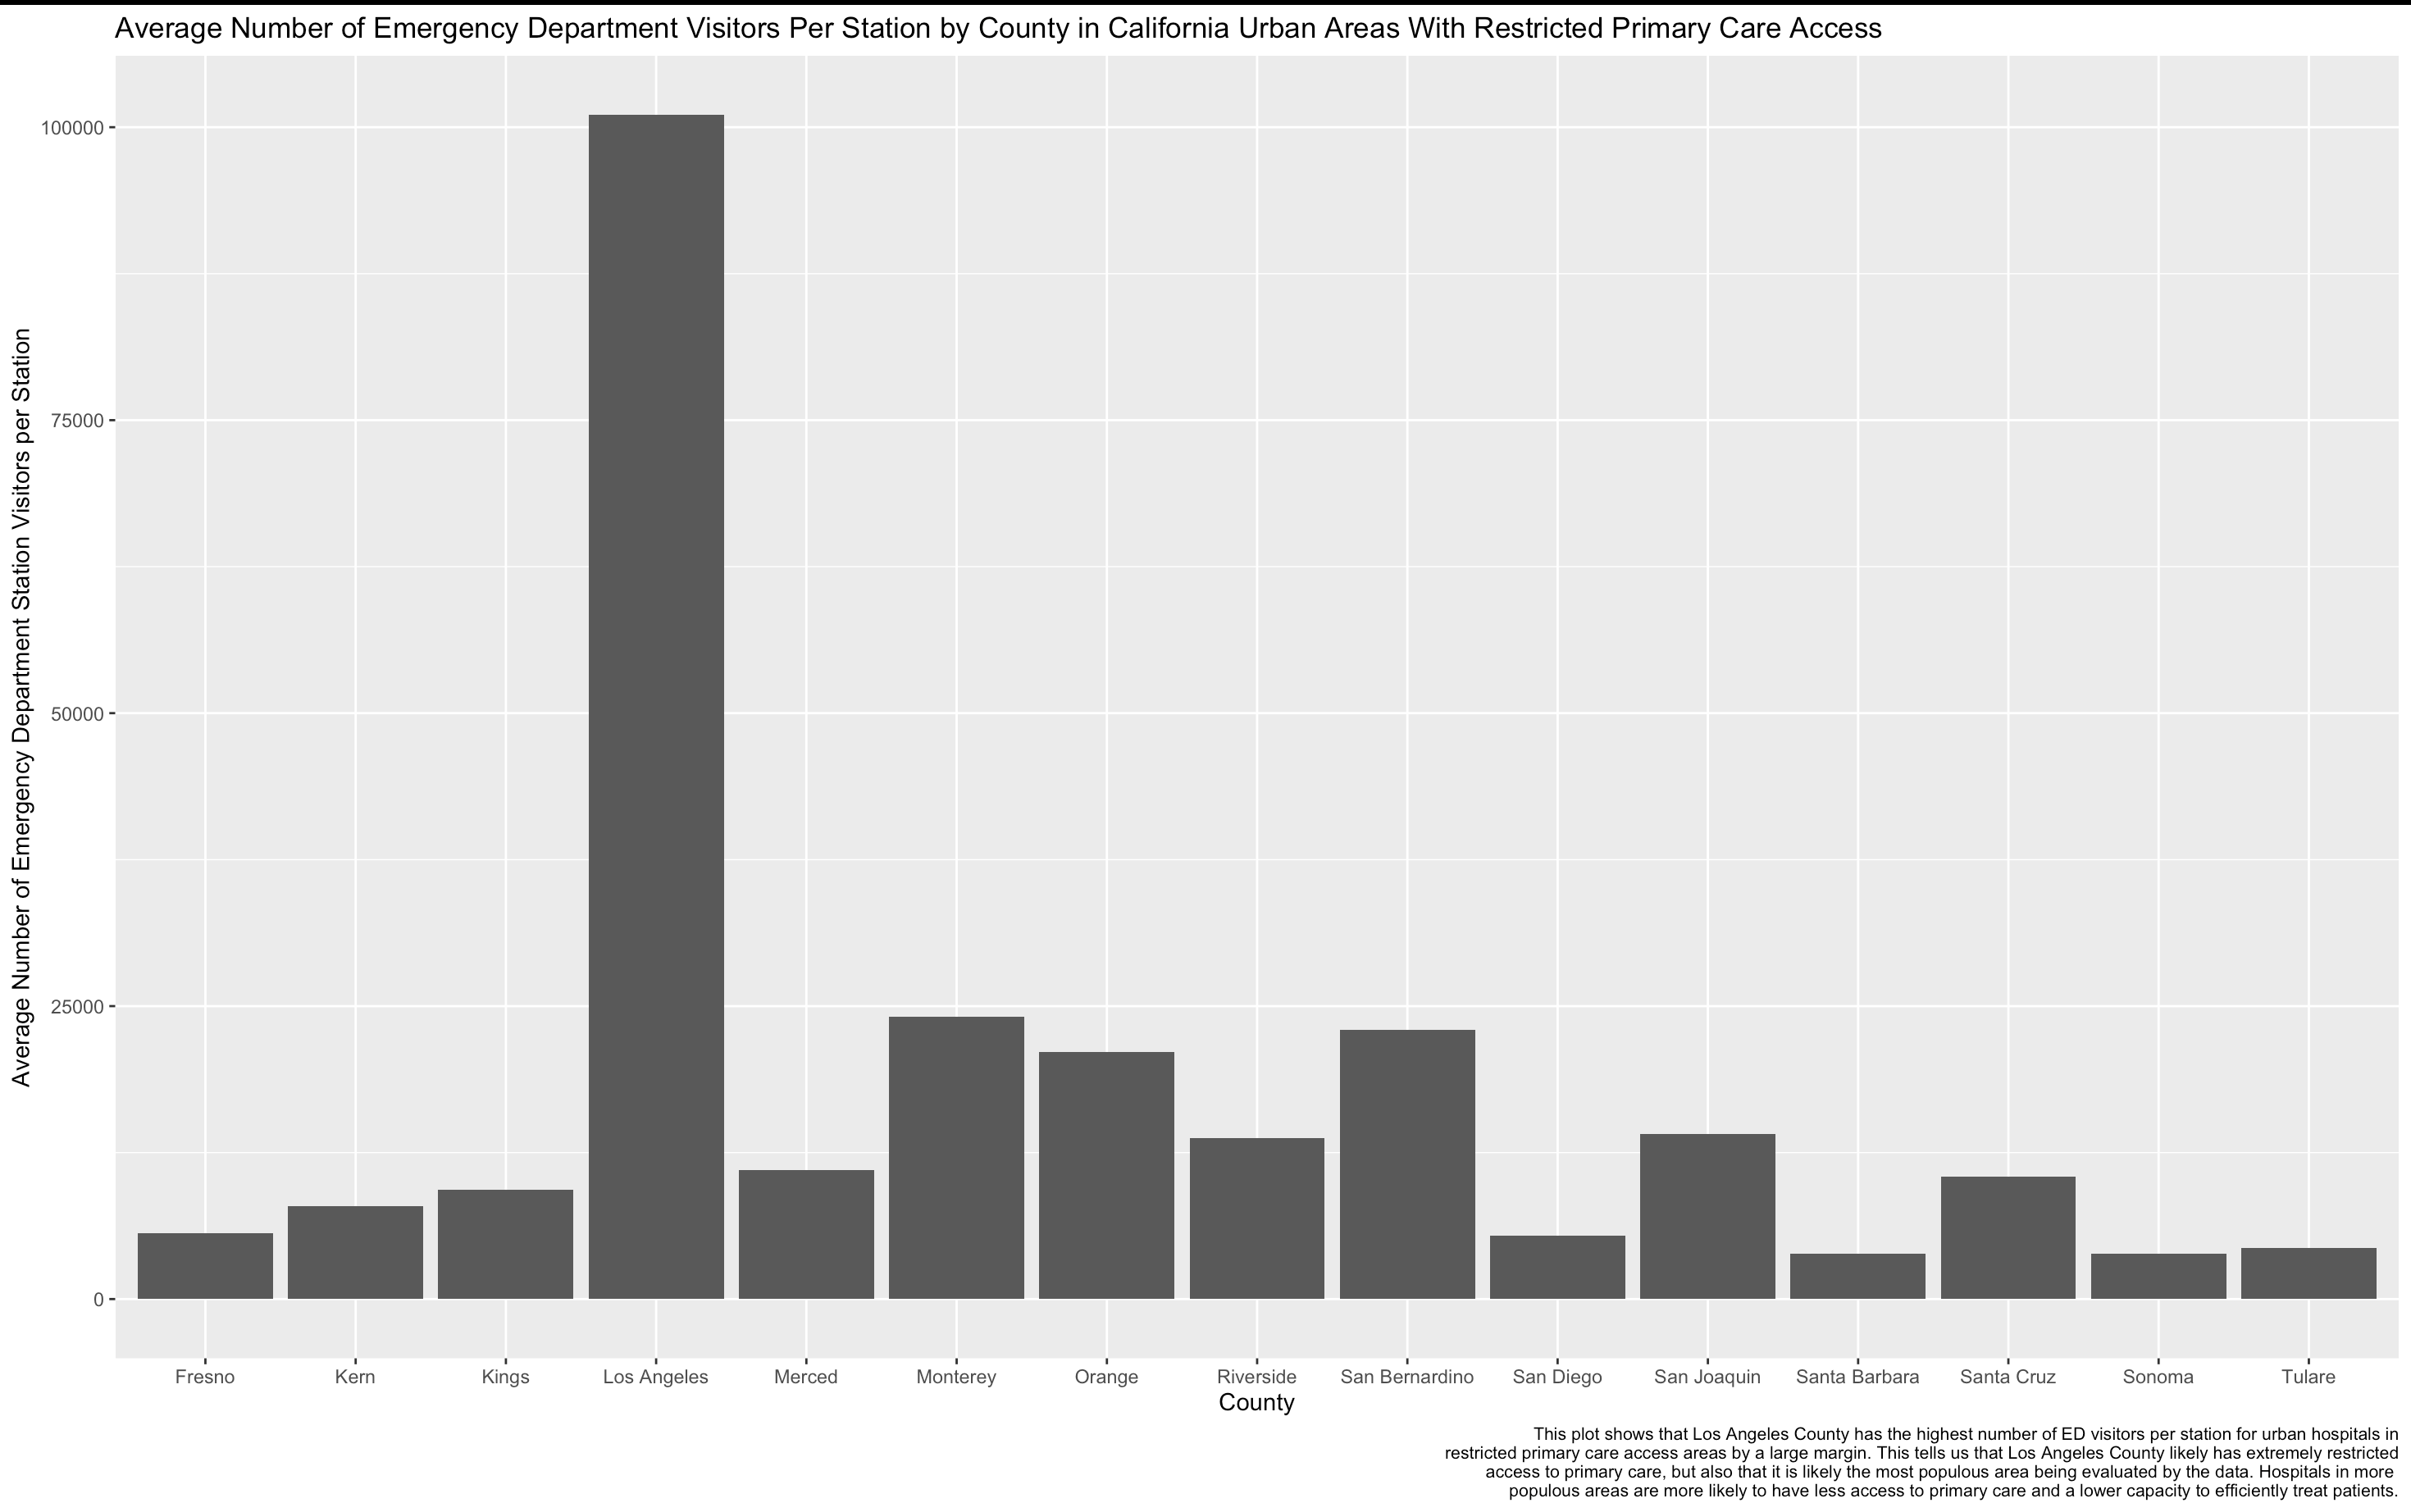 Average Number of Emergency Department Visitors Per Station by County in California Urban Areas With Restricted Primary Care Access
Average Number of Emergency Department Station Visitors per Station
100000
75000
50000
25000
0
Fresno Kern Kings Los Angeles Merced Monterey Orange Riverside San Bernardino San Diego San Joaquin Santa Barbara Santa Cruz Sonoma Tulare
County
This plot shows that Los Angeles County has the highest number of ED visitors per station for urban hospitals in
restricted primary care access areas by a large margin. This tells us that Los Angeles County likely has extremely restricted
access to primary care, but also that it is likely the most populous area being evaluated by the data. Hospitals in more
populous areas are more likely to have less access to primary care and a lower capacity to efficiently treat patients.